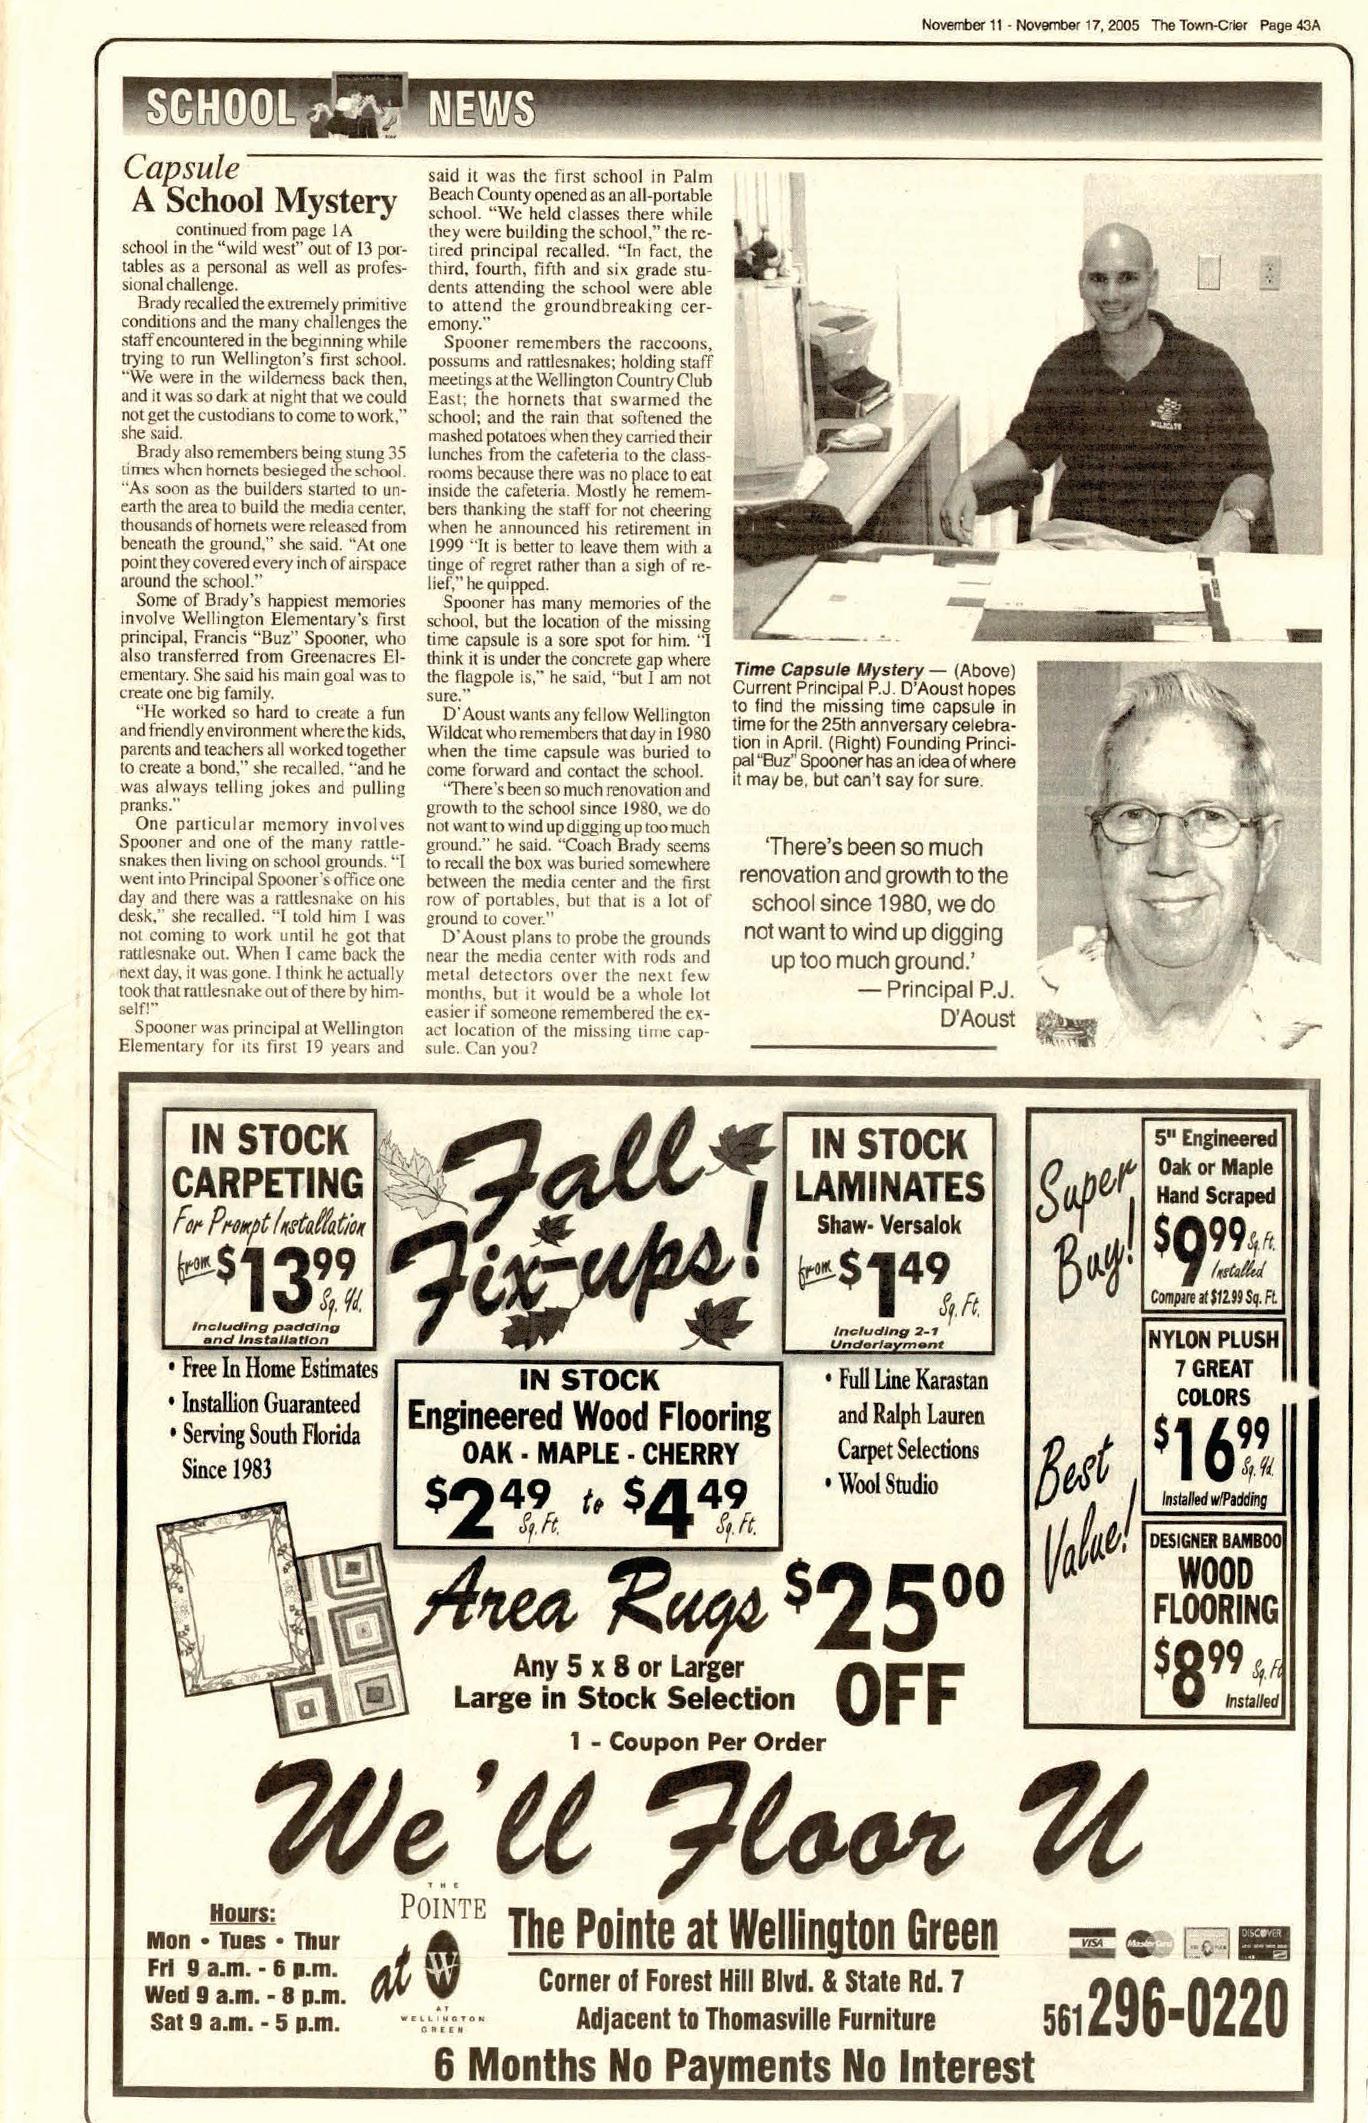 November 11 - November 17, 2005 The Town-Crier Page 43A
SCHOOL NEWS
Capsule
A School Mystery
continued from page 1A
school in the "wild west" out of 13 por-
tables as a personal as well as profes-
sional challenge.
Brady recalled the extremely primitive
conditions and the many challenges the
staff encountered in the beginning while
trying to run Wellington's first school.
"We were in the wilderness back then,
and it was so dark at night that we could
not get the custodians to come to work,"
she said.
Brady also remembers being stung 35
times when hornets besieged the school.
"As soon as the builders started to un-
earth the area to build the media center,
thousands of hornets were released from
beneath the ground," she said. "At one
point they covered every inch of airspace
around the school."
Some of Brady's happiest memories
involve Wellington Elementary's first
principal, Francis "Buz" Spooner, who
also transferred from Greenacres El-
ementary. She said his main goal was to
create one big family.
"He worked so hard to create a fun
and friendly environment where the kids,
parents and teachers all worked together
to create a bond," she recalled, "and he
was always telling jokes and pulling
pranks."
One particular memory involves
Spooner and one of the many rattle-
snakes then living on school grounds. "I
went into Principal Spooner's office one
day and there was a rattlesnake on his
desk," she recalled. "I told him I was
not coming to work until he got that
rattlesnake out. When I came back the
next day, it was gone. I think he actually
took that rattlesnake out of there by him-
self!"
Spooner was principal at Wellington
Elementary for its first 19 years and
said it was the first school in Palm
Beach County opened as an all-portable
school. "We held classes there while
they were building the school," the re-
tired principal recalled. "In fact, the
third, fourth, fifth and six grade stu-
dents attending the school were able
to attend the groundbreaking cer-
emony."
Spooner remembers the raccoons,
possums and rattlesnakes; holding staff
meetings at the Wellington Country Club
East; the hornets that swarmed the
school; and the rain that softened the
mashed potatoes when they carried their
lunches from the cafeteria to the class-
rooms because there was no place to eat
inside the cafeteria. Mostly he remem-
bers thanking the staff for not cheering
when he announced his retirement in
1999 "It is better to leave them with a
tinge of regret rather than a sigh of re-
lief," he quipped.
Spooner has many memories of the
school, but the location of the missing
time capsule is a sore spot for him. "I
think it is under the concrete gap where
the flagpole is," he said, "but I am not
sure."
D'Aoust wants any fellow Wellington
Wildcat who remembers that day in 1980
when the time capsule was buried to
come forward and contact the school.
"There's been so much renovation and
growth to the school since 1980, we do
not want to wind up digging up too much
ground." he said. "Coach Brady seems
to recall the box was buried somewhere
between the media center and the first
row of portables, but that is a lot of
ground to cover."
D'Aoust plans to probe the grounds
near the media center with rods and
metal detectors over the next few
months, but it would be a whole lot
easier if someone remembered the ex-
act location of the missing time cap-
sule. Can you?
WILDCATS
Time Capsule Mystery — (Above)
Current Principal P.J. D'Aoust hopes
to find the missing time capsule in
time for the 25th annversary celebra-
tion in April. (Right) Founding Princi-
pal "Buz" Spooner has an idea of where
it may be, but can't say for sure.
'There's been so much
renovation and growth to the
school since 1980, we do
not want to wind up digging
up too much ground.'
— Principal P.J.
D'Aoust
IN STOCK
CARPETING
For Prompt Installation
from $13.99 Sq. Yd.
Including padding
and Installation
• Free In Home Estimates
• Installion Guaranteed
• Serving South Florida
Since 1983
Fall
Fix-ups!
IN STOCK
Engineered Wood Flooring
OAK - MAPLE - CHERRY
$2.49 Sq. Ft. to $4.49 Sq. Ft.
IN STOCK
LAMINATES
Shaw- Versalok
from $1.49 Sq. Ft.
Including 2-1
Underlayment
• Full Line Karastan
and Ralph Lauren
Carpet Selections
• Wool Studio
Super
Buy!
5" Engineered
Oak or Maple
Hand Scraped
$9.99 Sq. Ft.
Installed
Compare at $12.99 Sq. Ft.
Best
Value!
NYLON PLUSH
7 GREAT
COLORS
$16.99 Sq. Yd.
Installed w/Padding
DESIGNER BAMBOO
WOOD
FLOORING
$8.99 Sq. Ft
Installed
Area Rugs $25.00
OFF
Any 5 x 8 or Larger
Large in Stock Selection
1 - Coupon Per Order
We'll Floor U
Hours:
Mon • Tues • Thur
Fri 9 a.m. - 6 p.m.
Wed 9 a.m. - 8 p.m.
Sat 9 a.m. - 5 p.m.
at
THE
POINTE
W
AT
WELLINGTON
GREEN
The Pointe at Wellington Green
Corner of Forest Hill Blvd. & State Rd. 7
Adjacent to Thomasville Furniture
VISA MasterCard DISCOVER
561 296-0220
6 Months No Payments No Interest